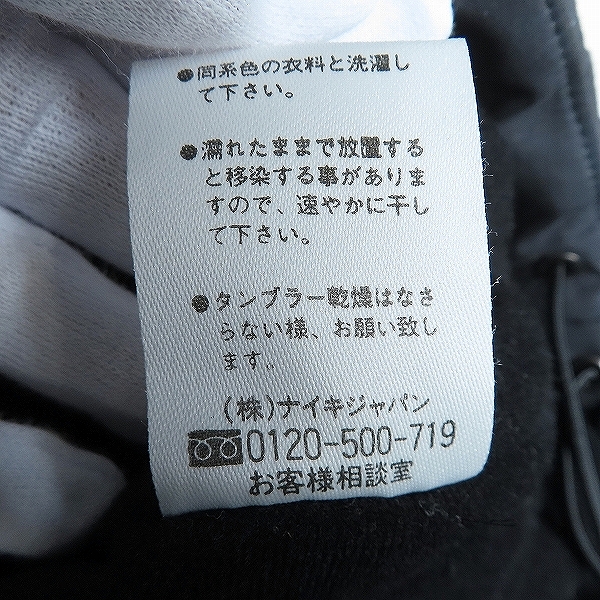 ●同系色の衣料と洗濯し
て下さい。
●濡れたままで放置する
と移染する事がありま
すので、速やかに干し
て下さい。
●タンブラー乾燥はなさ
らない様、お願い致し
ます。
(株)ナイキジャパン
0120-500-719
お客様相談室